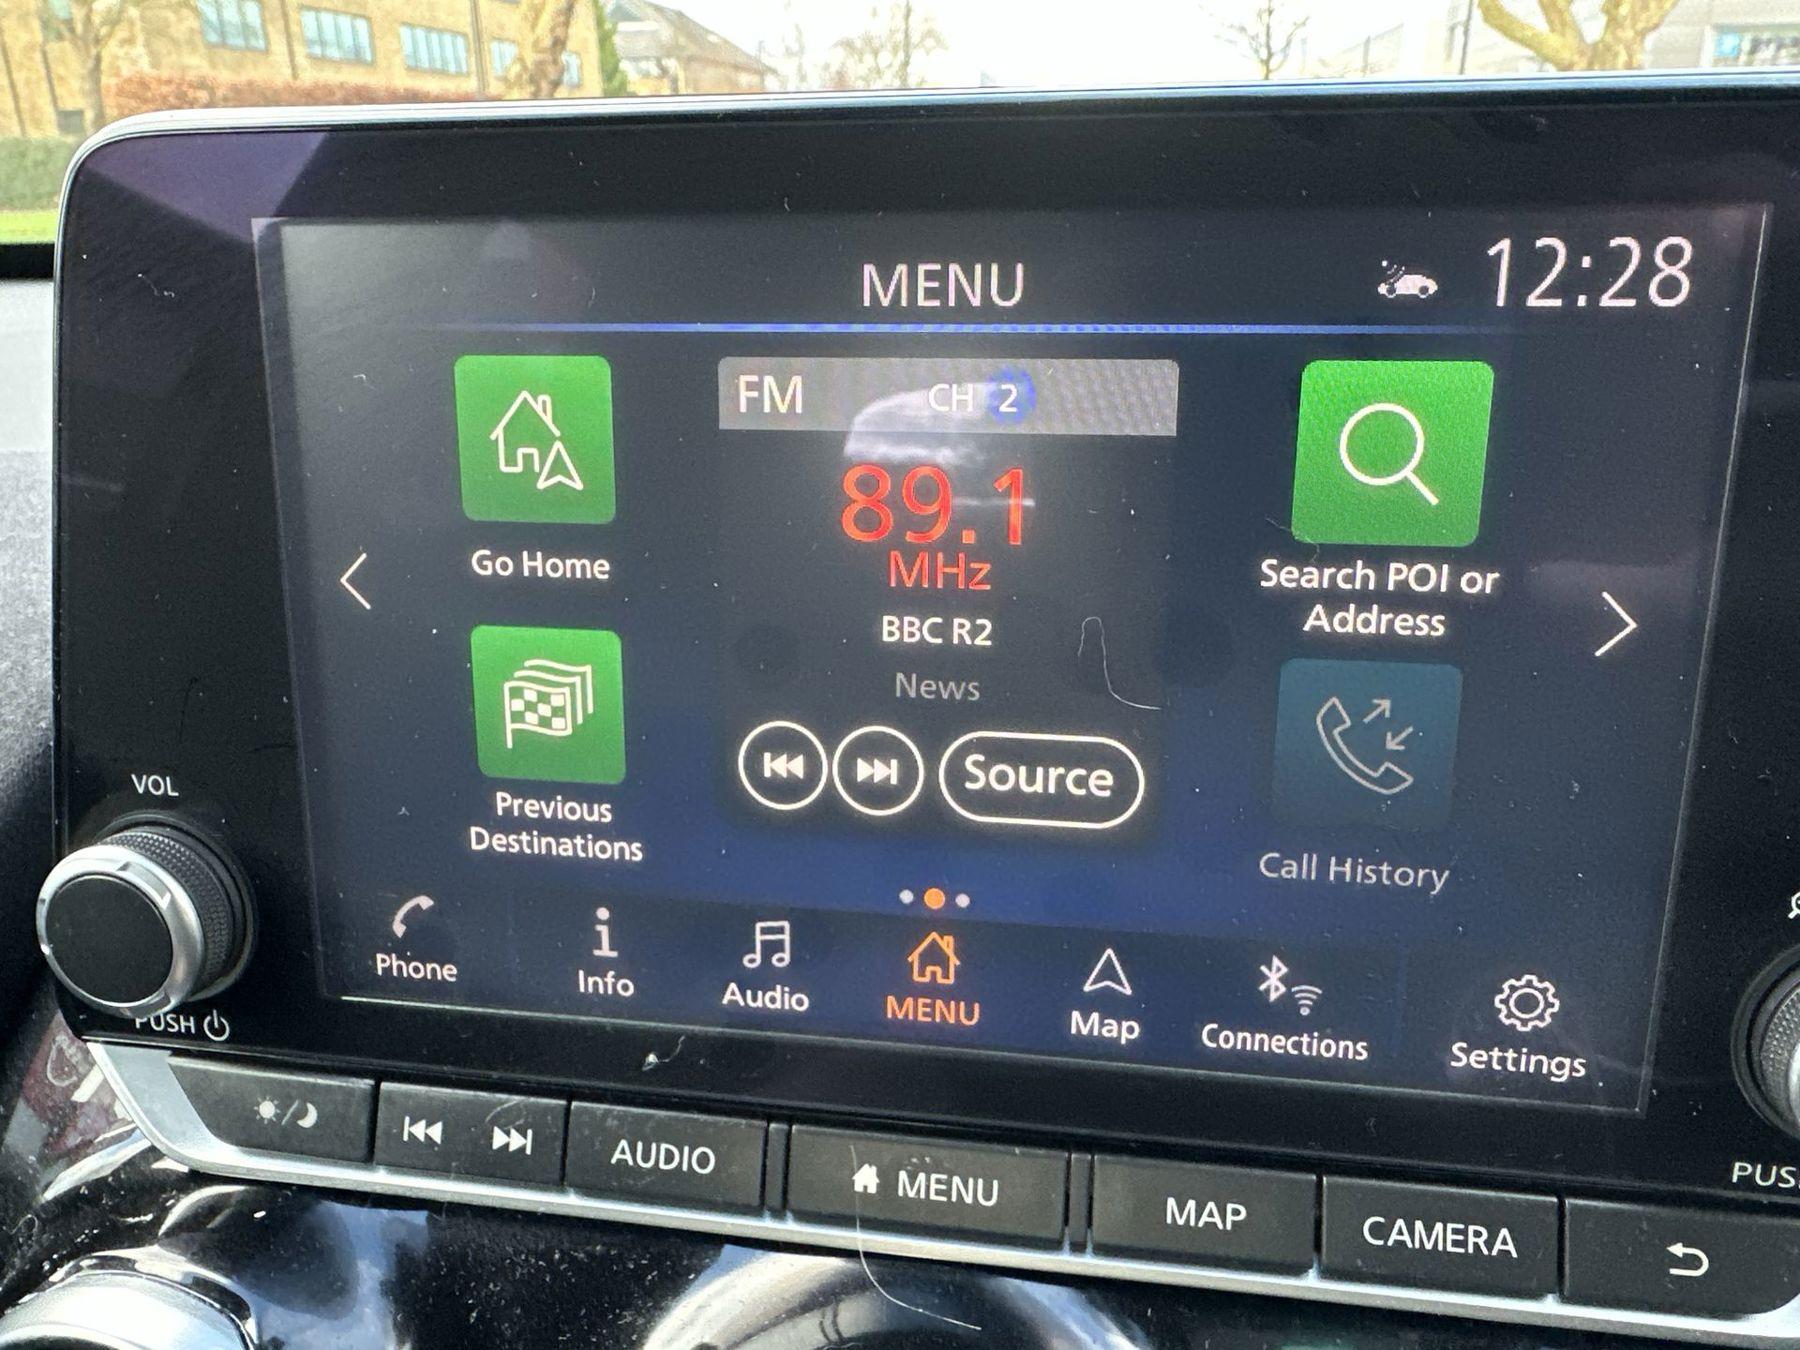 MENU
12:28
FM CH 2
89.1
MHz
BBC R2
News
Source
Go Home
Previous
Destinations
Search POI or
Address
Call History
Phone
Info
Audio
MENU
Map
Connections
Settings
VOL
PUSH
AUDIO
MENU
MAP
CAMERA